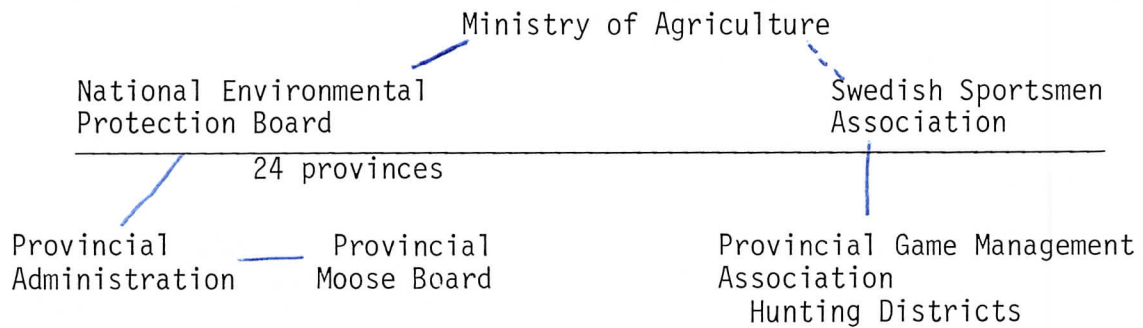 Ministry of Agriculture
National Environmental
Protection Board
Swedish Sportsmen
Association
24 provinces
Provincial
Administration
Provincial
Moose Board
Provincial Game Management
Association
Hunting Districts